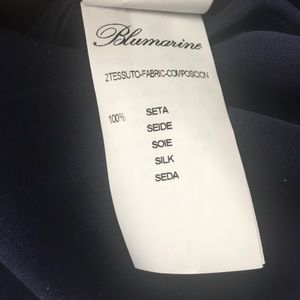 Blumarine
2TESSUTO-FABRIC-COMPOSICION
100% SETA
SEIDE
SOIE
SILK
SEDA